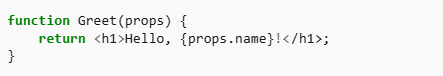 function Greet(props) {
    return <h1>Hello, {props.name}!</h1>;
}